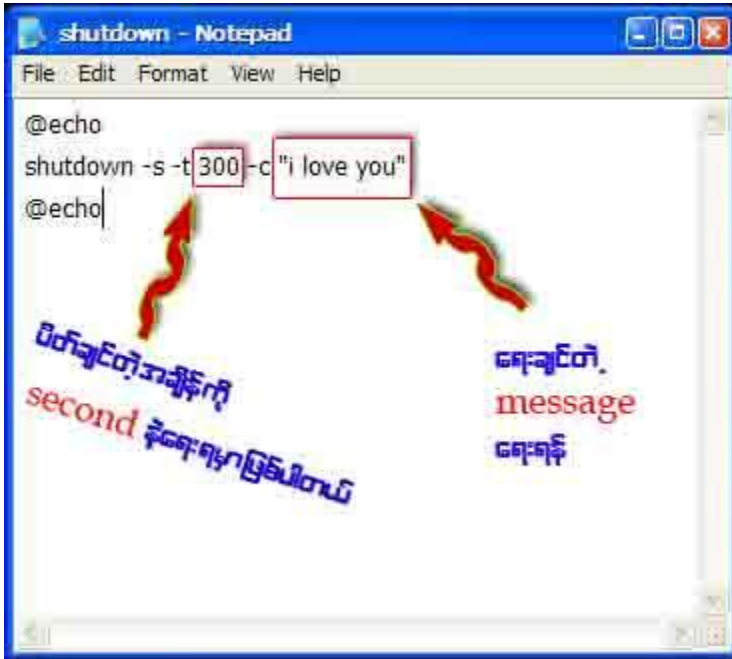 shutdown - Notepad
File Edit Format View Help
@echo
shutdown -s -t 300 -c "i love you"
@echo
ပိတ်ချင်တဲ့အချိန်ကို
second နဲ့ရေးရမှာဖြစ်ပါတယ်
ရေးချင်တဲ့
message
ရေးရန်